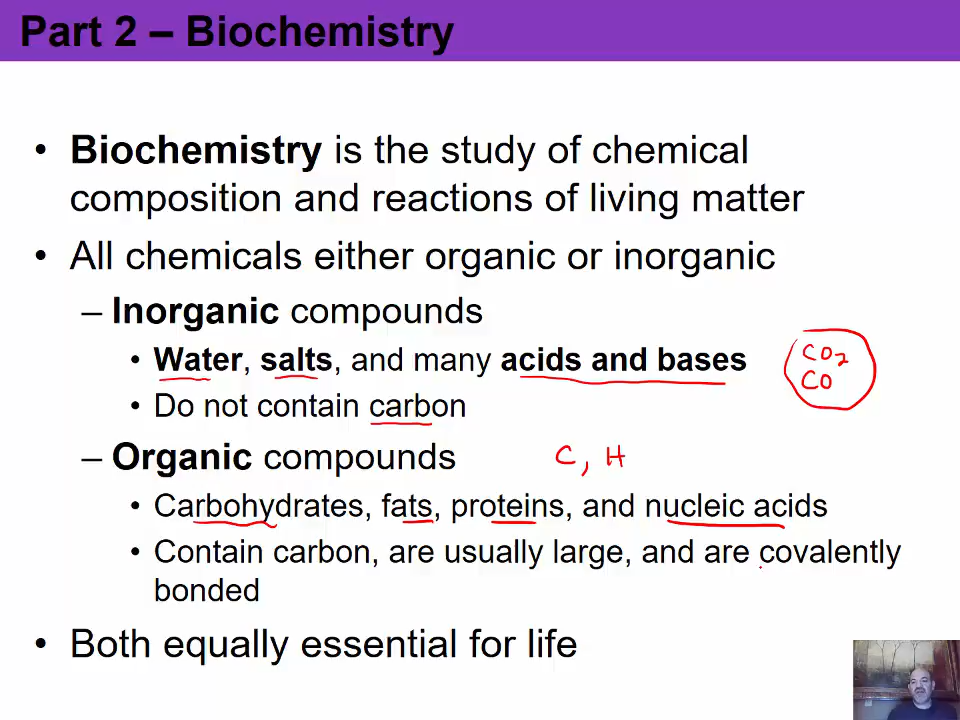 Part 2 – Biochemistry
• Biochemistry is the study of chemical
composition and reactions of living matter
• All chemicals either organic or inorganic
– Inorganic compounds
• Water, salts, and many acids and bases
CO2
CO
• Do not contain carbon
– Organic compounds C, H
• Carbohydrates, fats, proteins, and nucleic acids
• Contain carbon, are usually large, and are covalently
bonded
• Both equally essential for life